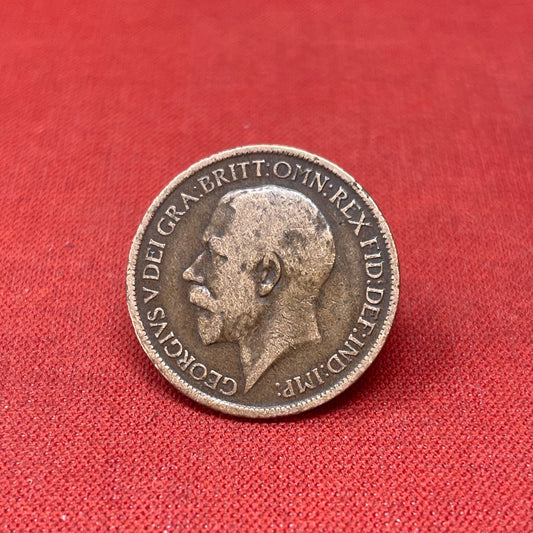 GEORGIVS V DEI GRA: BRITT: OMN: REX FID: DEF: IND: IMP: